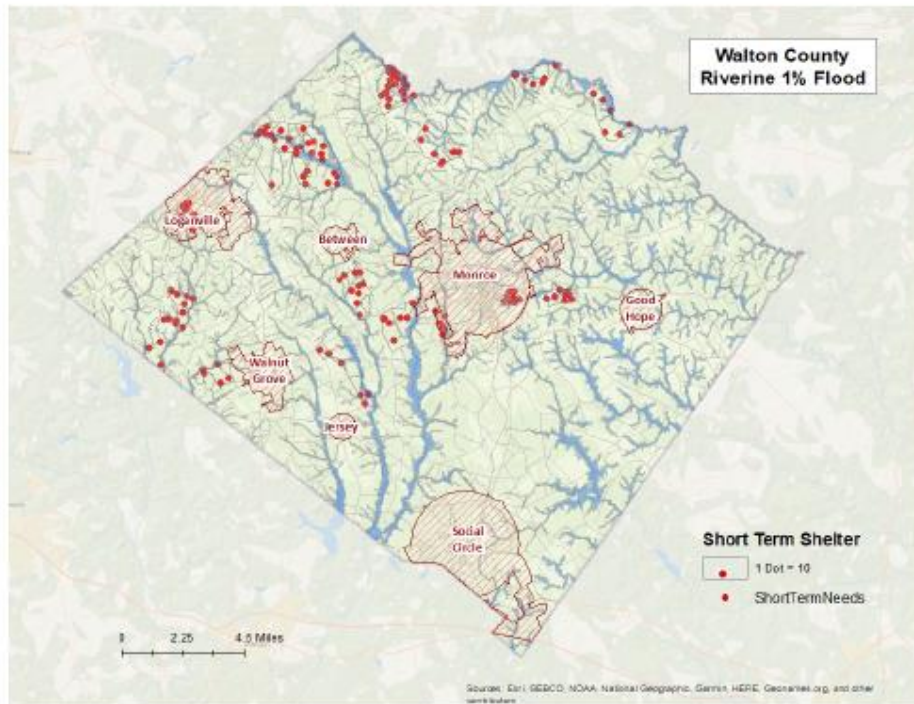 Walton County
Riverine 1% Flood
Loganville
Between
Monroe
Good
Hope
Walnut
Grove
Jersey
Social
Circle
Short Term Shelter
1 Dot = 10
ShortTermNeeds
0 2.25 4.5 Miles
Sources: Esri, GEBCO, NOAA, National Geographic, Garmin, HERE, Geonames.org, and other
contributors